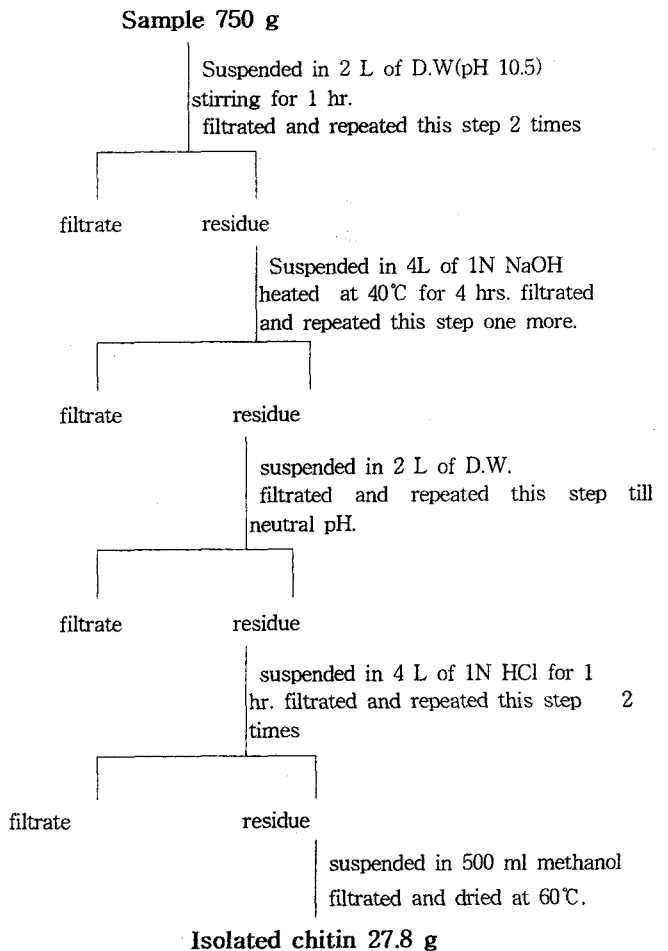 Sample 750 g
Suspended in 2 L of D.W(pH 10.5)
stirring for 1 hr.
filtrated and repeated this step 2 times
filtrate residue
Suspended in 4L of 1N NaOH
heated at 40℃ for 4 hrs. filtrated
and repeated this step one more.
filtrate residue
suspended in 2 L of D.W.
filtrated and repeated this step till
neutral pH.
filtrate residue
suspended in 4 L of 1N HCl for 1
hr. filtrated and repeated this step 2
times
filtrate residue
suspended in 500 ml methanol
filtrated and dried at 60℃.
Isolated chitin 27.8 g